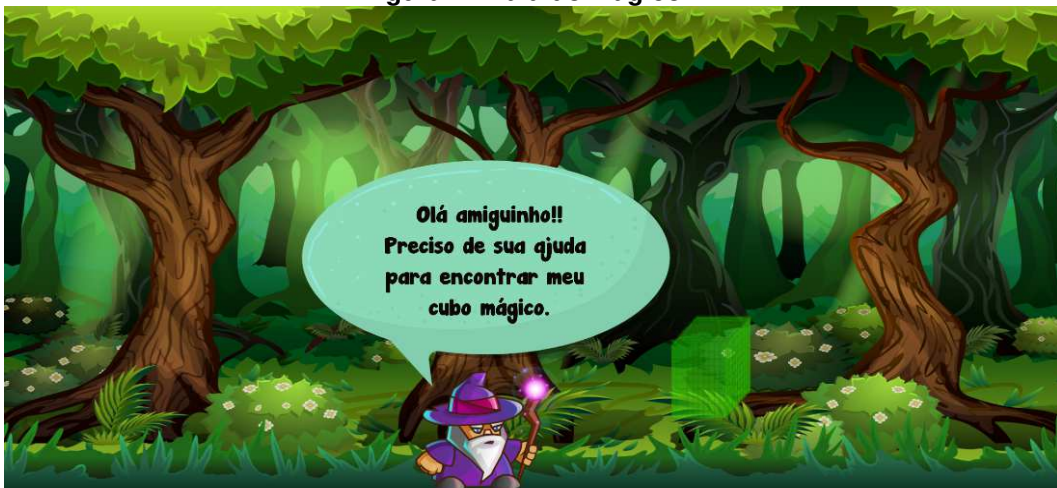 Olá amiguinho!!
Preciso de sua ajuda
para encontrar meu
cubo mágico.